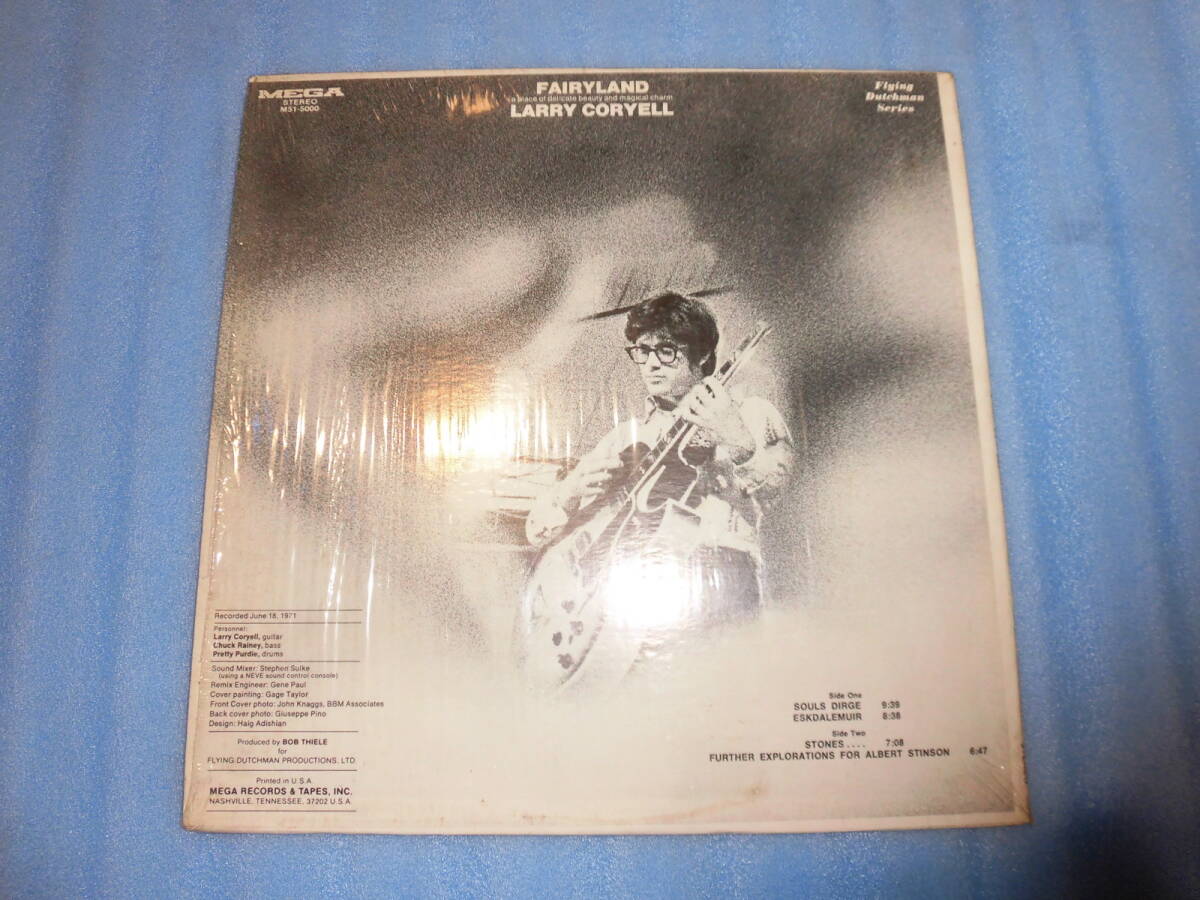 MEGA
STEREO
M51-5000
FAIRYLAND
a place of delicate beauty and magical charm
LARRY CORYELL
Flying
Dutchman
Series
Recorded June 18, 1971
Personnel:
Larry Coryell, guitar
Chuck Rainey, bass
Pretty Purdie, drums
Sound Mixer: Stephen Sulke
(using a NEVE sound control console)
Remix Engineer: Gene Paul
Cover painting: Gage Taylor
Front Cover photo: John Knaggs, BBM Associates
Back cover photo: Giuseppe Pino
Design: Haig Adishian
Produced by BOB THIELE
for
FLYING DUTCHMAN PRODUCTIONS, LTD.
Printed in U.S.A.
MEGA RECORDS & TAPES, INC.
NASHVILLE, TENNESSEE, 37202 U.S.A.
Side One
SOULS DIRGE 9:39
ESKDALEMUIR 8:38
Side Two
STONES.... 7:08
FURTHER EXPLORATIONS FOR ALBERT STINSON 6:47